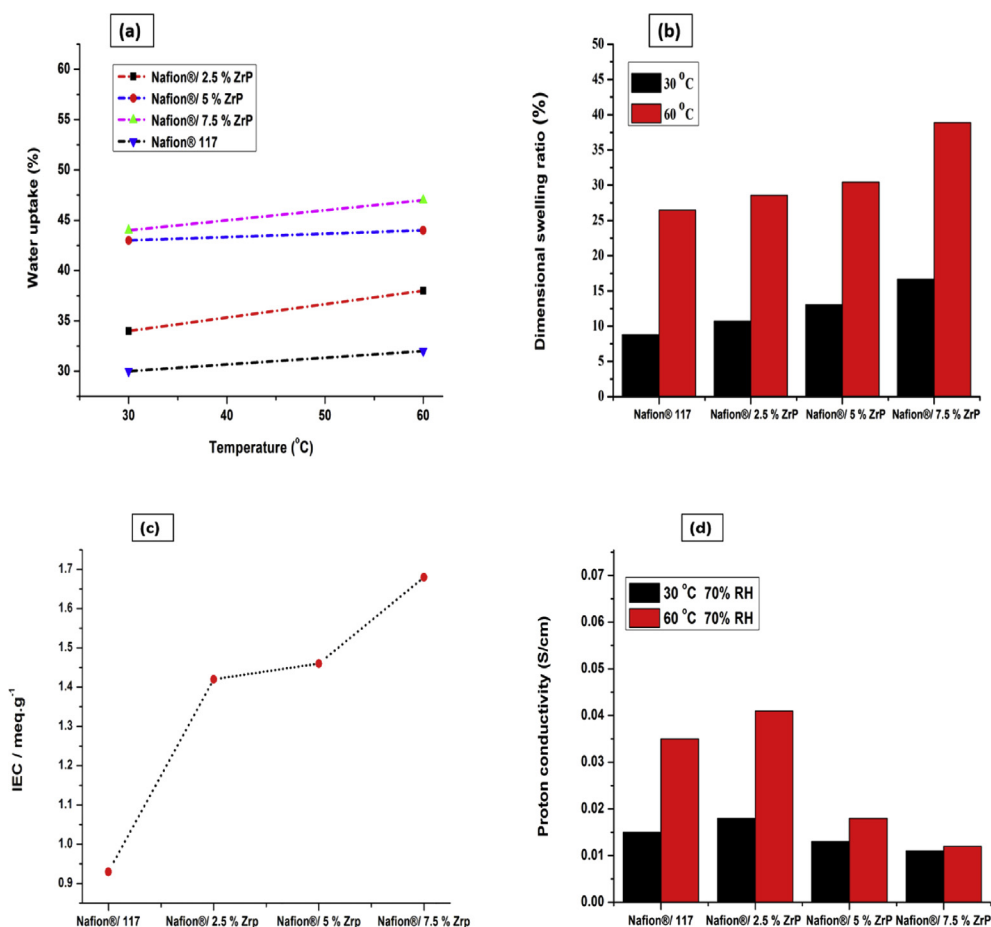 (a)
Nafion®/ 2.5 % ZrP
Nafion®/ 5 % ZrP
Nafion®/ 7.5 % ZrP
Nafion® 117
Water uptake (%)
60
55
50
45
40
35
30
30 40 50 60
Temperature (°C)
(b)
30 °C
60 °C
Dimensional swelling ratio (%)
50
45
40
35
30
25
20
15
10
5
0
Nafion® 117 Nafion®/ 2.5 % ZrP Nafion®/ 5 % ZrP Nafion®/ 7.5 % ZrP
(c)
IEC / meq.g-1
1.7
1.6
1.5
1.4
1.3
1.2
1.1
1.0
0.9
Nafion®/ 117 Nafion®/ 2.5 % Zrp Nafion®/ 5 % Zrp Nafion®/ 7.5 % Zrp
(d)
30 °C 70% RH
60 °C 70% RH
Proton conductivity (S/cm)
0.07
0.06
0.05
0.04
0.03
0.02
0.01
0.00
Nafion®/ 117 Nafion®/ 2.5 % ZrP Nafion®/ 5 % ZrP Nafion®/ 7.5 % ZrP